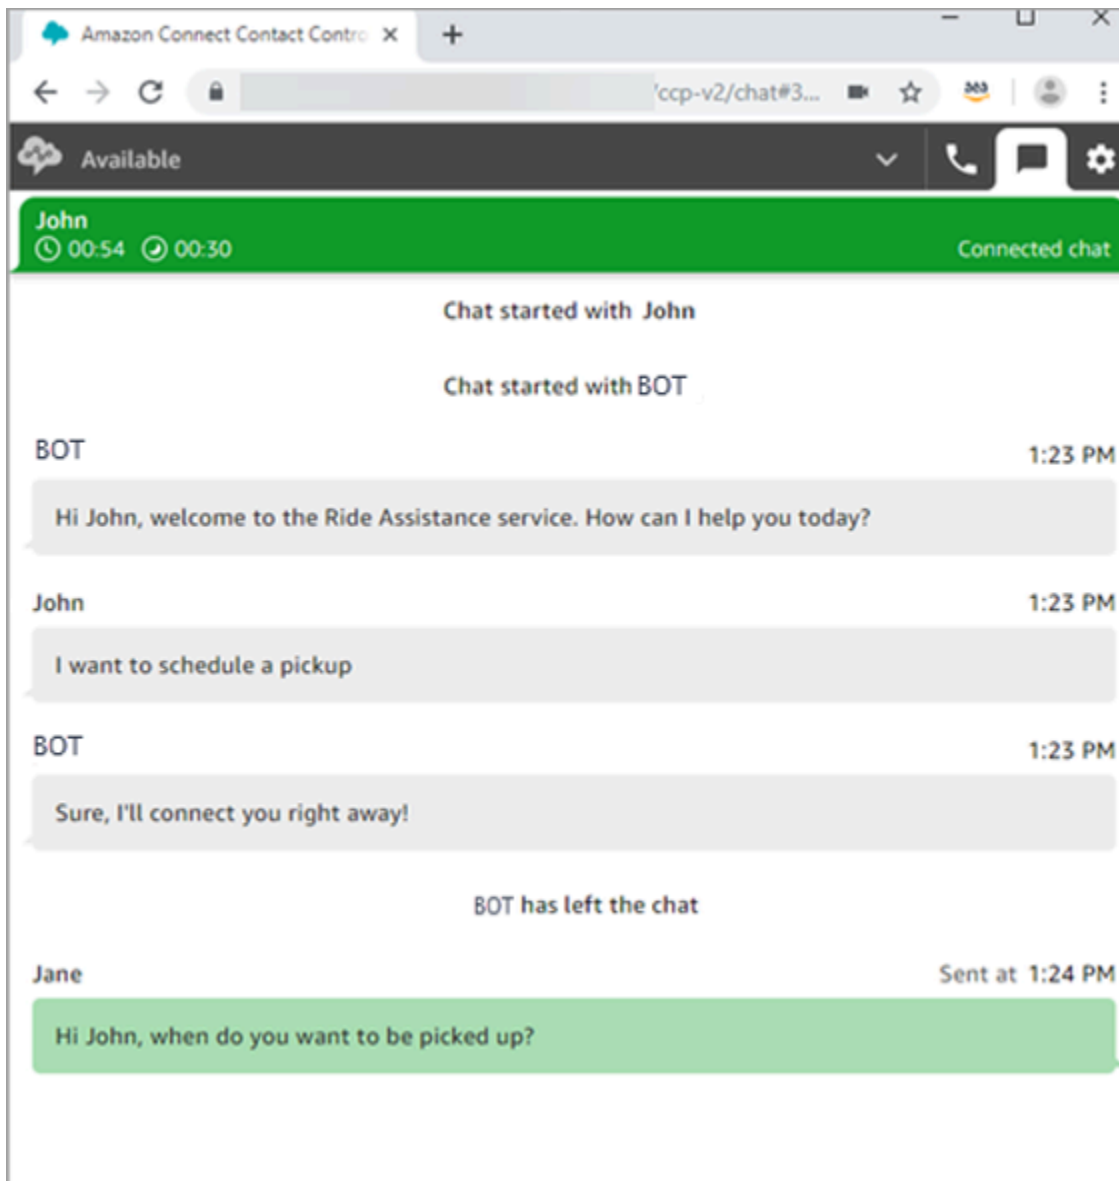 Amazon Connect Contact Contro
/ccp-v2/chat#3...
Available
John
00:54 00:30
Connected chat
Chat started with John
Chat started with BOT
BOT
1:23 PM
Hi John, welcome to the Ride Assistance service. How can I help you today?
John
1:23 PM
I want to schedule a pickup
BOT
1:23 PM
Sure, I'll connect you right away!
BOT has left the chat
Jane
Sent at 1:24 PM
Hi John, when do you want to be picked up?